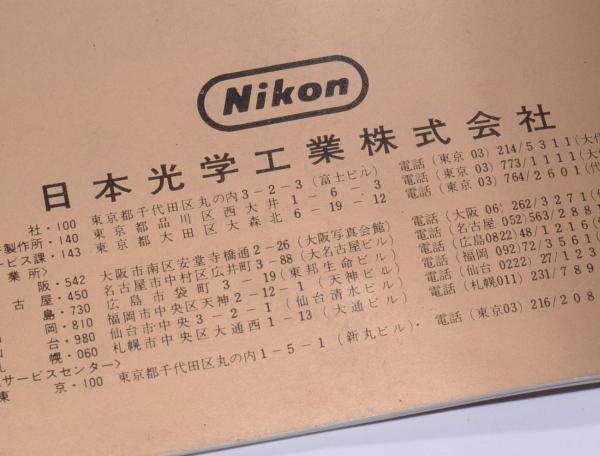 Nikon
日本光学工業株式会社
社・100 東京都千代田区丸の内3-2-3(富士ビル) 電話(東京 03) 214/5311(大代
製作所・140 東京都品川区西大井1-6-3 電話(東京 03) 773/1111(大代
ービス課・143 東京都大田区大森北6-19-12 電話(東京 03) 764/2601(代
業所〉
阪・542 大阪市南区安堂寺橋通2-26(大阪写真会館) 電話(大阪 06) 262/3271(代
古屋・450 名古屋市中村区広井町3-88(大名古屋ビル) 電話(名古屋 052)563/2881
島・730 広島市袋町3-19(東邦生命ビル) 電話(広島0822)48/1216(
岡・810 福岡市中央区天神2-12-1(天神ビル) 電話(福岡 092)72/3561(
台・980 仙台市中央3-2-1(仙台清水ビル) 電話(仙台 0222) 27/123
札幌・060 札幌市中央区大通西1-13(大通ビル) 電話(札幌011) 231/789
サービスセンター〉
東京・100 東京都千代田区丸の内1-5-1(新丸ビル)・ 電話(東京03) 216/208